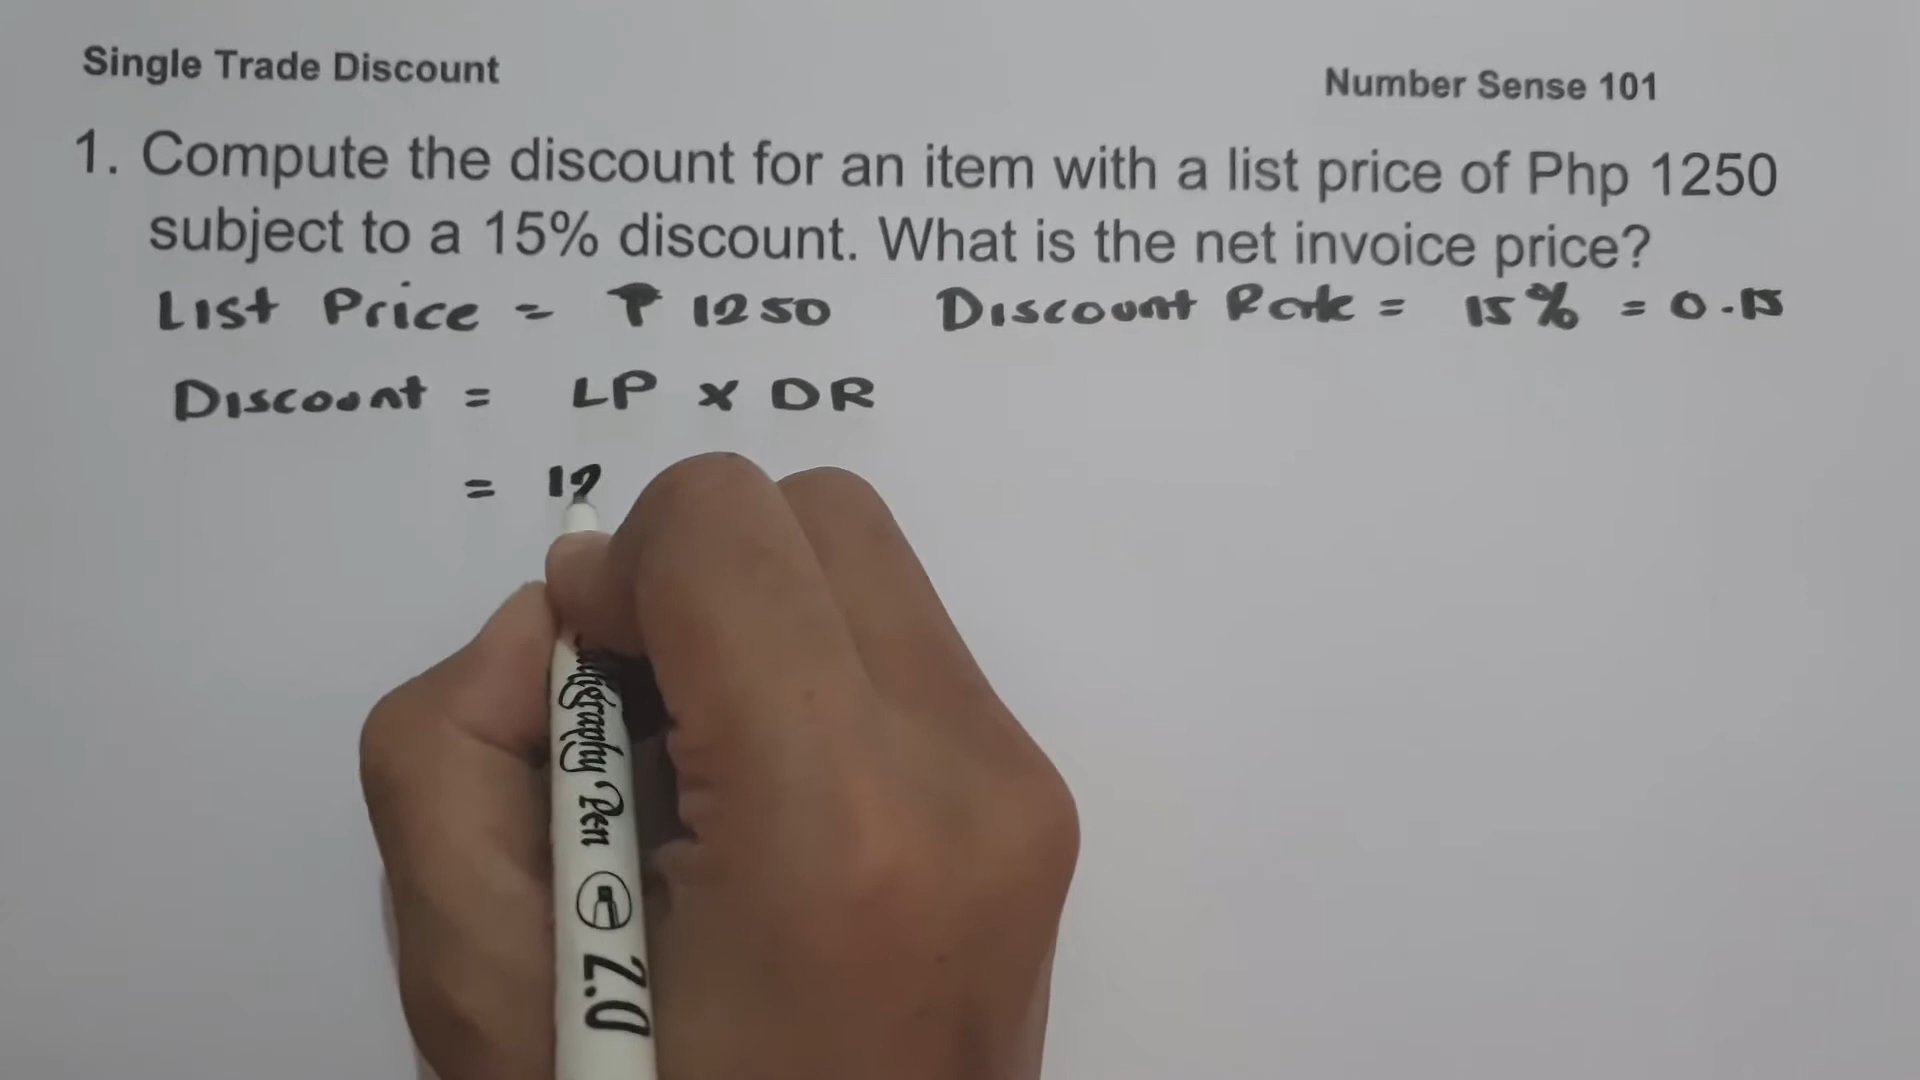 Single Trade Discount
Number Sense 101
1. Compute the discount for an item with a list price of Php 1250
subject to a 15% discount. What is the net invoice price?
List Price = ₱ 1250 Discount Rate = 15% = 0.15
Discount = LP x DR
= 12
Calligraphy Pen 2.0